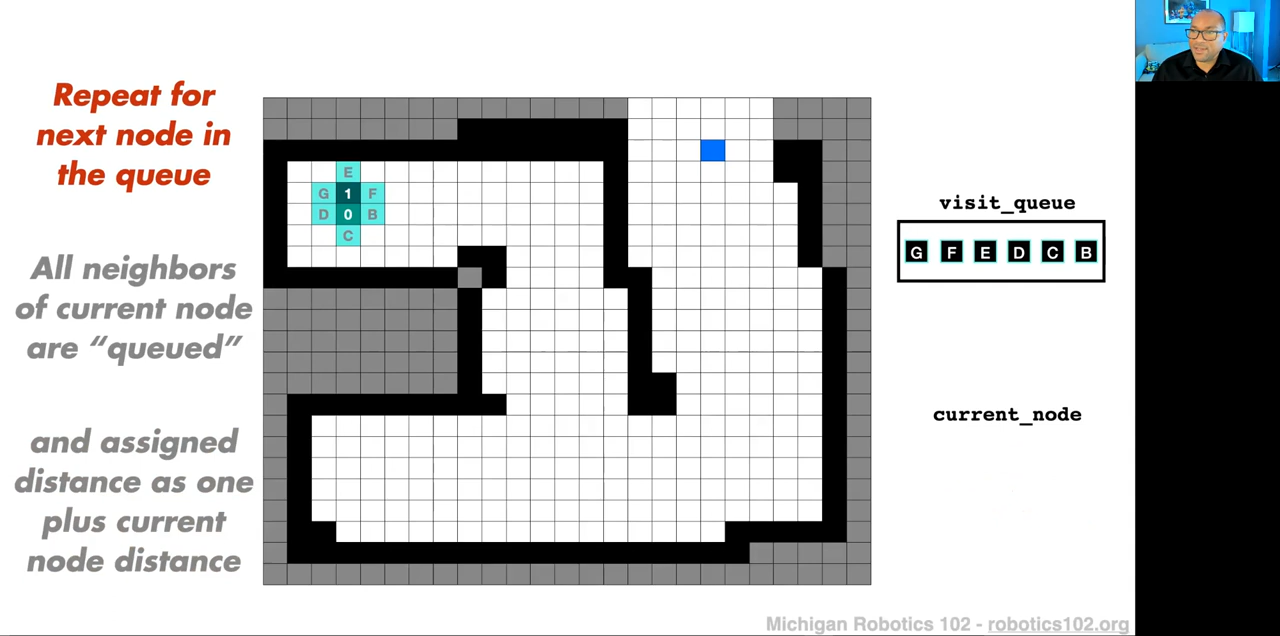 Repeat for
next node in
the queue
All neighbors
of current node
are “queued”
and assigned
distance as one
plus current
node distance
E
G 1 F
D 0 B
C
visit_queue
G F E D C B
current_node
Michigan Robotics 102 - robotics102.org